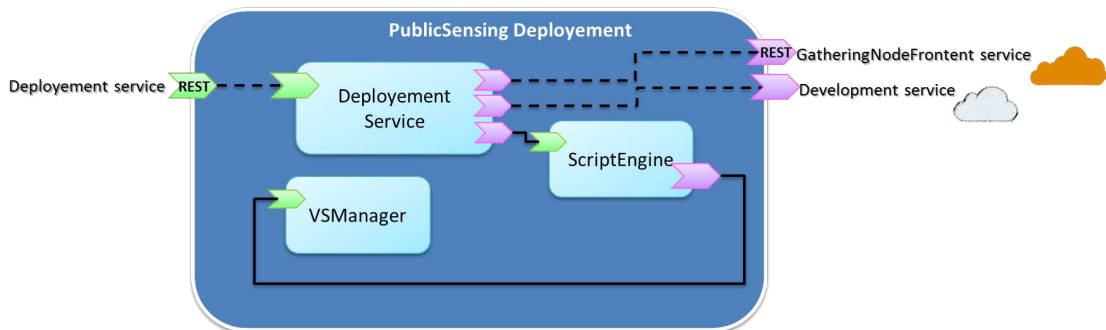 PublicSensing Deployement
REST
GatheringNodeFrontent service
Deployement service
REST
Development service
Deployement
Service
ScriptEngine
VSManager